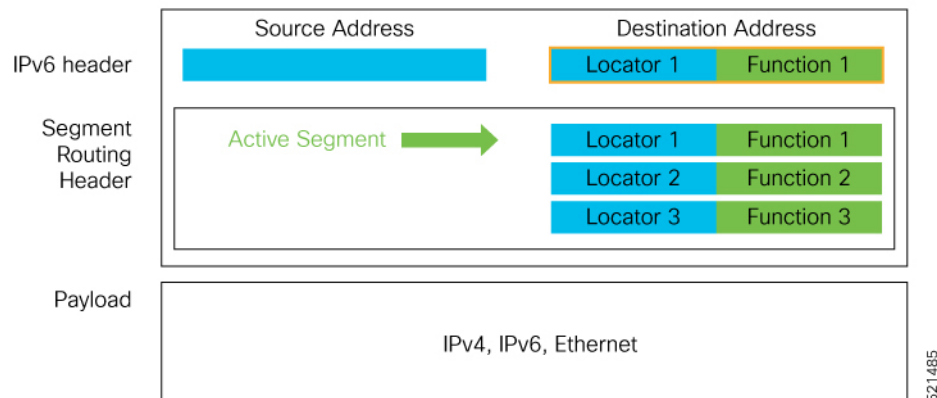 Source Address
Destination Address
IPv6 header
Locator 1
Function 1
Segment
Routing
Header
Active Segment
Locator 1
Function 1
Locator 2
Function 2
Locator 3
Function 3
Payload
IPv4, IPv6, Ethernet
521485